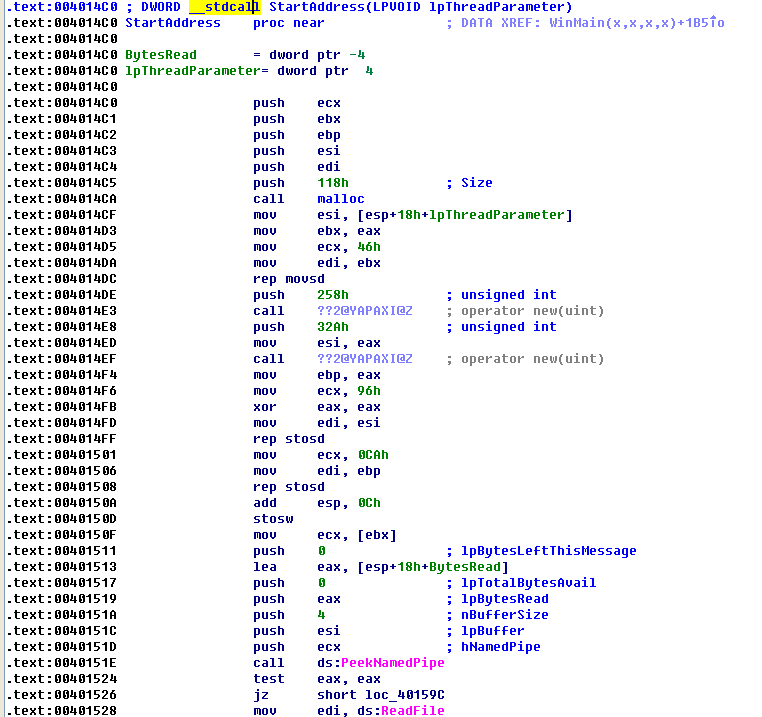 .text:004014C0 ; DWORD __stdcall StartAddress(LPVOID lpThreadParameter)
.text:004014C0 StartAddress    proc near               ; DATA XREF: WinMain(x,x,x,x)+1B5↑o
.text:004014C0
.text:004014C0 BytesRead       = dword ptr -4
.text:004014C0 lpThreadParameter= dword ptr  4
.text:004014C0
.text:004014C0                 push    ecx
.text:004014C1                 push    ebx
.text:004014C2                 push    ebp
.text:004014C3                 push    esi
.text:004014C4                 push    edi
.text:004014C5                 push    118h            ; Size
.text:004014CA                 call    malloc
.text:004014CF                 mov     esi, [esp+18h+lpThreadParameter]
.text:004014D3                 mov     ebx, eax
.text:004014D5                 mov     ecx, 46h
.text:004014DA                 mov     edi, ebx
.text:004014DC                 rep movsd
.text:004014DE                 push    258h            ; unsigned int
.text:004014E3                 call    ??2@YAPAXI@Z    ; operator new(uint)
.text:004014E8                 push    32Ah            ; unsigned int
.text:004014ED                 mov     esi, eax
.text:004014EF                 call    ??2@YAPAXI@Z    ; operator new(uint)
.text:004014F4                 mov     ebp, eax
.text:004014F6                 mov     ecx, 96h
.text:004014FB                 xor     eax, eax
.text:004014FD                 mov     edi, esi
.text:004014FF                 rep stosd
.text:00401501                 mov     ecx, 0CAh
.text:00401506                 mov     edi, ebp
.text:00401508                 rep stosd
.text:0040150A                 add     esp, 0Ch
.text:0040150D                 stosw
.text:0040150F                 mov     ecx, [ebx]
.text:00401511                 push    0               ; lpBytesLeftThisMessage
.text:00401513                 lea     eax, [esp+18h+BytesRead]
.text:00401517                 push    0               ; lpTotalBytesAvail
.text:00401519                 push    eax             ; lpBytesRead
.text:0040151A                 push    4               ; nBufferSize
.text:0040151C                 push    esi             ; lpBuffer
.text:0040151D                 push    ecx             ; hNamedPipe
.text:0040151E                 call    ds:PeekNamedPipe
.text:00401524                 test    eax, eax
.text:00401526                 jz      short loc_40159C
.text:00401528                 mov     edi, ds:ReadFile